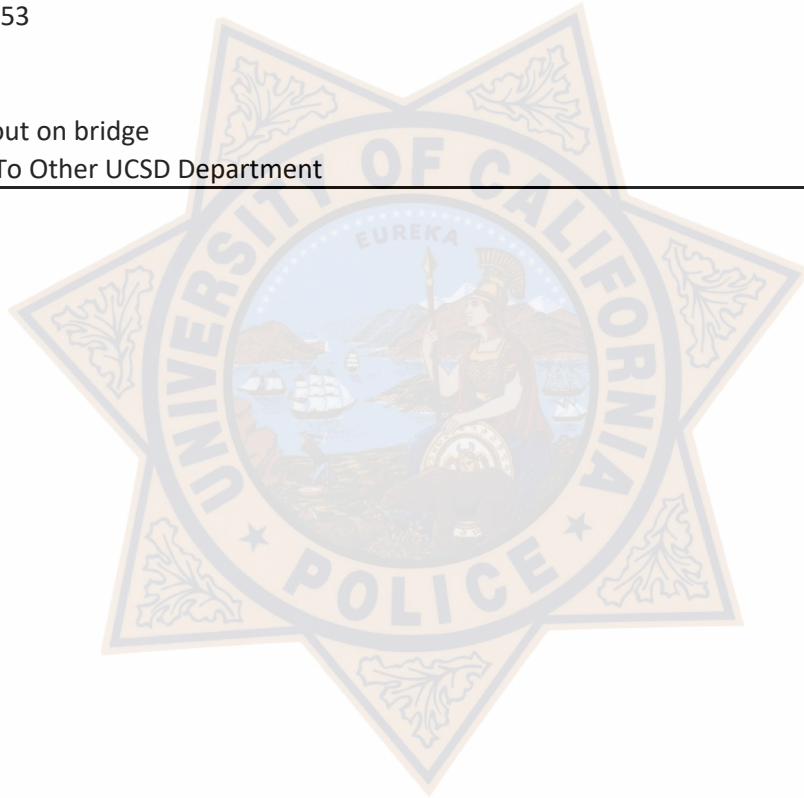 53
out on bridge
To Other UCSD Department
UNIVERSITY OF CALIFORNIA
EUREKA
POLICE